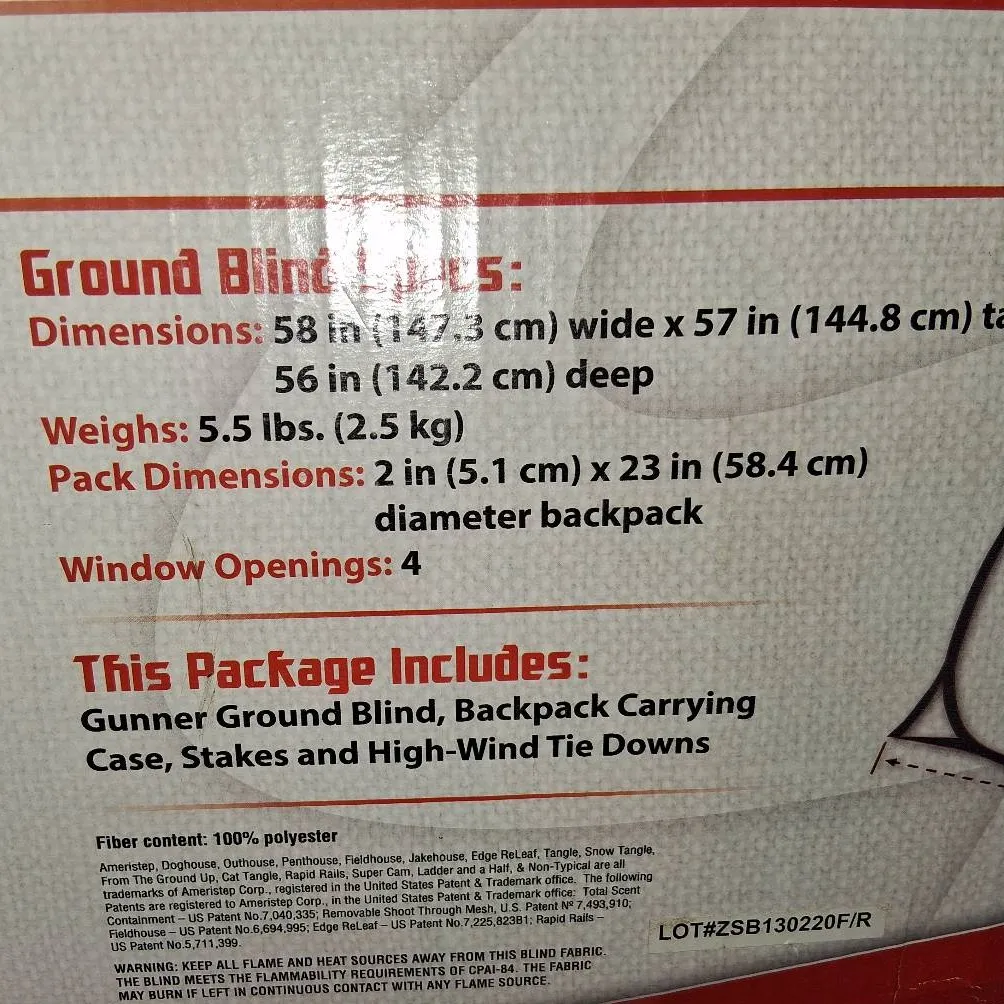 Ground Blind Specs:
Dimensions: 58 in (147.3 cm) wide x 57 in (144.8 cm) ta
56 in (142.2 cm) deep
Weighs: 5.5 lbs. (2.5 kg)
Pack Dimensions: 2 in (5.1 cm) x 23 in (58.4 cm)
diameter backpack
Window Openings: 4
This Package Includes:
Gunner Ground Blind, Backpack Carrying
Case, Stakes and High-Wind Tie Downs
Fiber content: 100% polyester
Ameristep, Doghouse, Outhouse, Penthouse, Fieldhouse, Jakehouse, Edge ReLeaf, Tangle, Snow Tangle,
From The Ground Up, Cat Tangle, Rapid Rails, Super Cam, Ladder and a Half, & Non-Typical are all
trademarks of Ameristep Corp., registered in the United States Patent & Trademark office. The following
Patents are registered to Ameristep Corp., in the United States Patent & Trademark office: Total Scent
Containment – US Patent No.7,040,335; Removable Shoot Through Mesh, U.S. Patent Nº 7,493,910;
Fieldhouse – US Patent No.6,694,995; Edge ReLeaf – US Patent No.7,225,823B1; Rapid Rails –
US Patent No.5,711,399.
LOT#ZSB130220F/R
WARNING: KEEP ALL FLAME AND HEAT SOURCES AWAY FROM THIS BLIND FABRIC.
THE BLIND MEETS THE FLAMMABILITY REQUIREMENTS OF CPAI-84. THE FABRIC
MAY BURN IF LEFT IN CONTINUOUS CONTACT WITH ANY FLAME SOURCE.